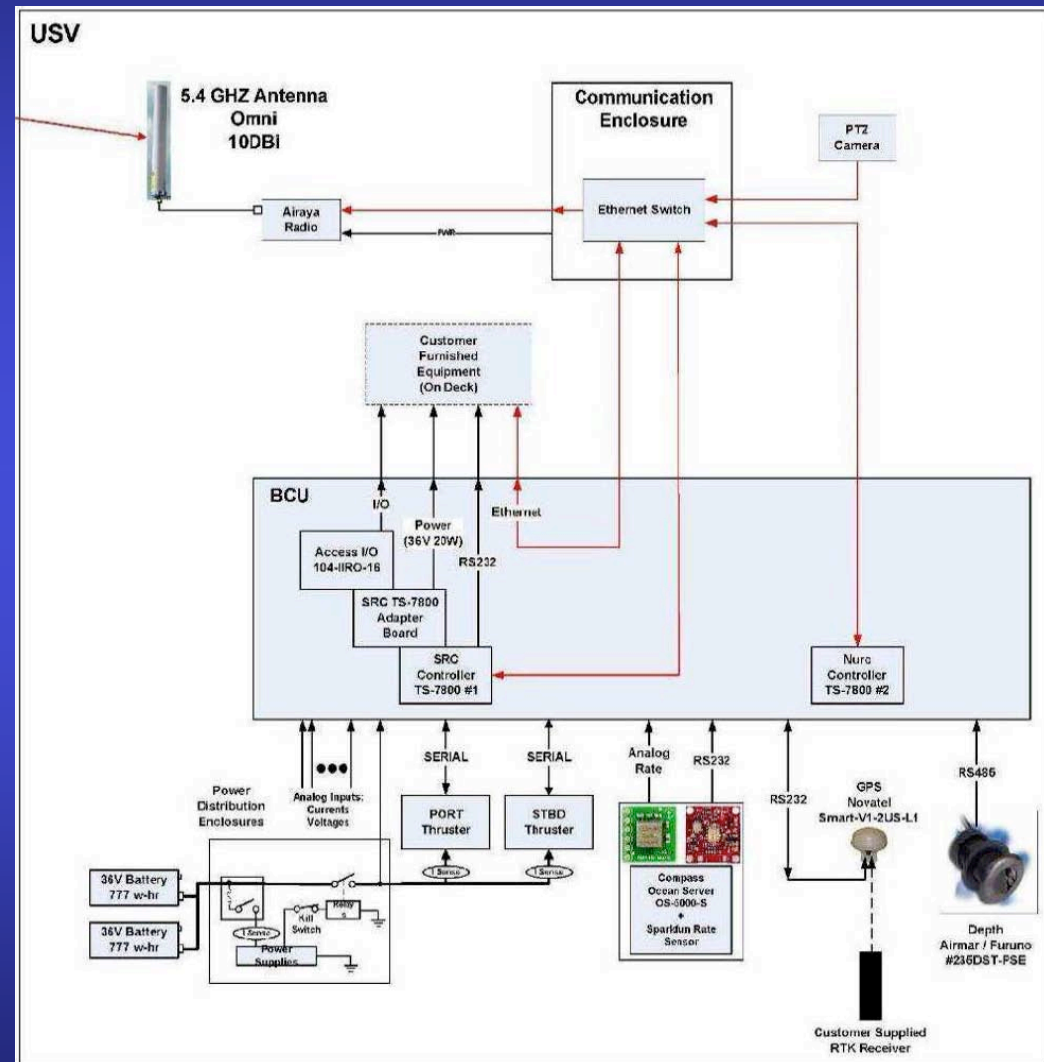 USV
5.4 GHZ Antenna
Omni
10DBi
Communication
Enclosure
PTZ
Camera
Ethernet Switch
Airaya
Radio
PWR
Customer
Furnished
Equipment
(On Deck)
BCU
I/O
Ethernet
Power
(36V 20W)
RS232
Access I/O
104-IIRO-16
SRC TS-7800
Adapter
Board
SRC
Controller
TS-7800 #1
Nurc
Controller
TS-7800 #2
SERIAL
SERIAL
Analog
Rate
RS232
RS232
RS485
Power
Distribution
Enclosures
Analog Inputs:
Currents
Voltages
PORT
Thruster
STBD
Thruster
GPS
Novatel
Smart-V1-2US-L1
I Sense
I Sense
36V Battery
777 w-hr
36V Battery
777 w-hr
Kill
Switch
Relay
s
I Sense
Power
Supplies
Compass
Ocean Server
OS-5000-S
+
Sparkfun Rate
Sensor
Depth
Airmar / Furuno
#235DST-PSE
Customer Supplied
RTK Receiver